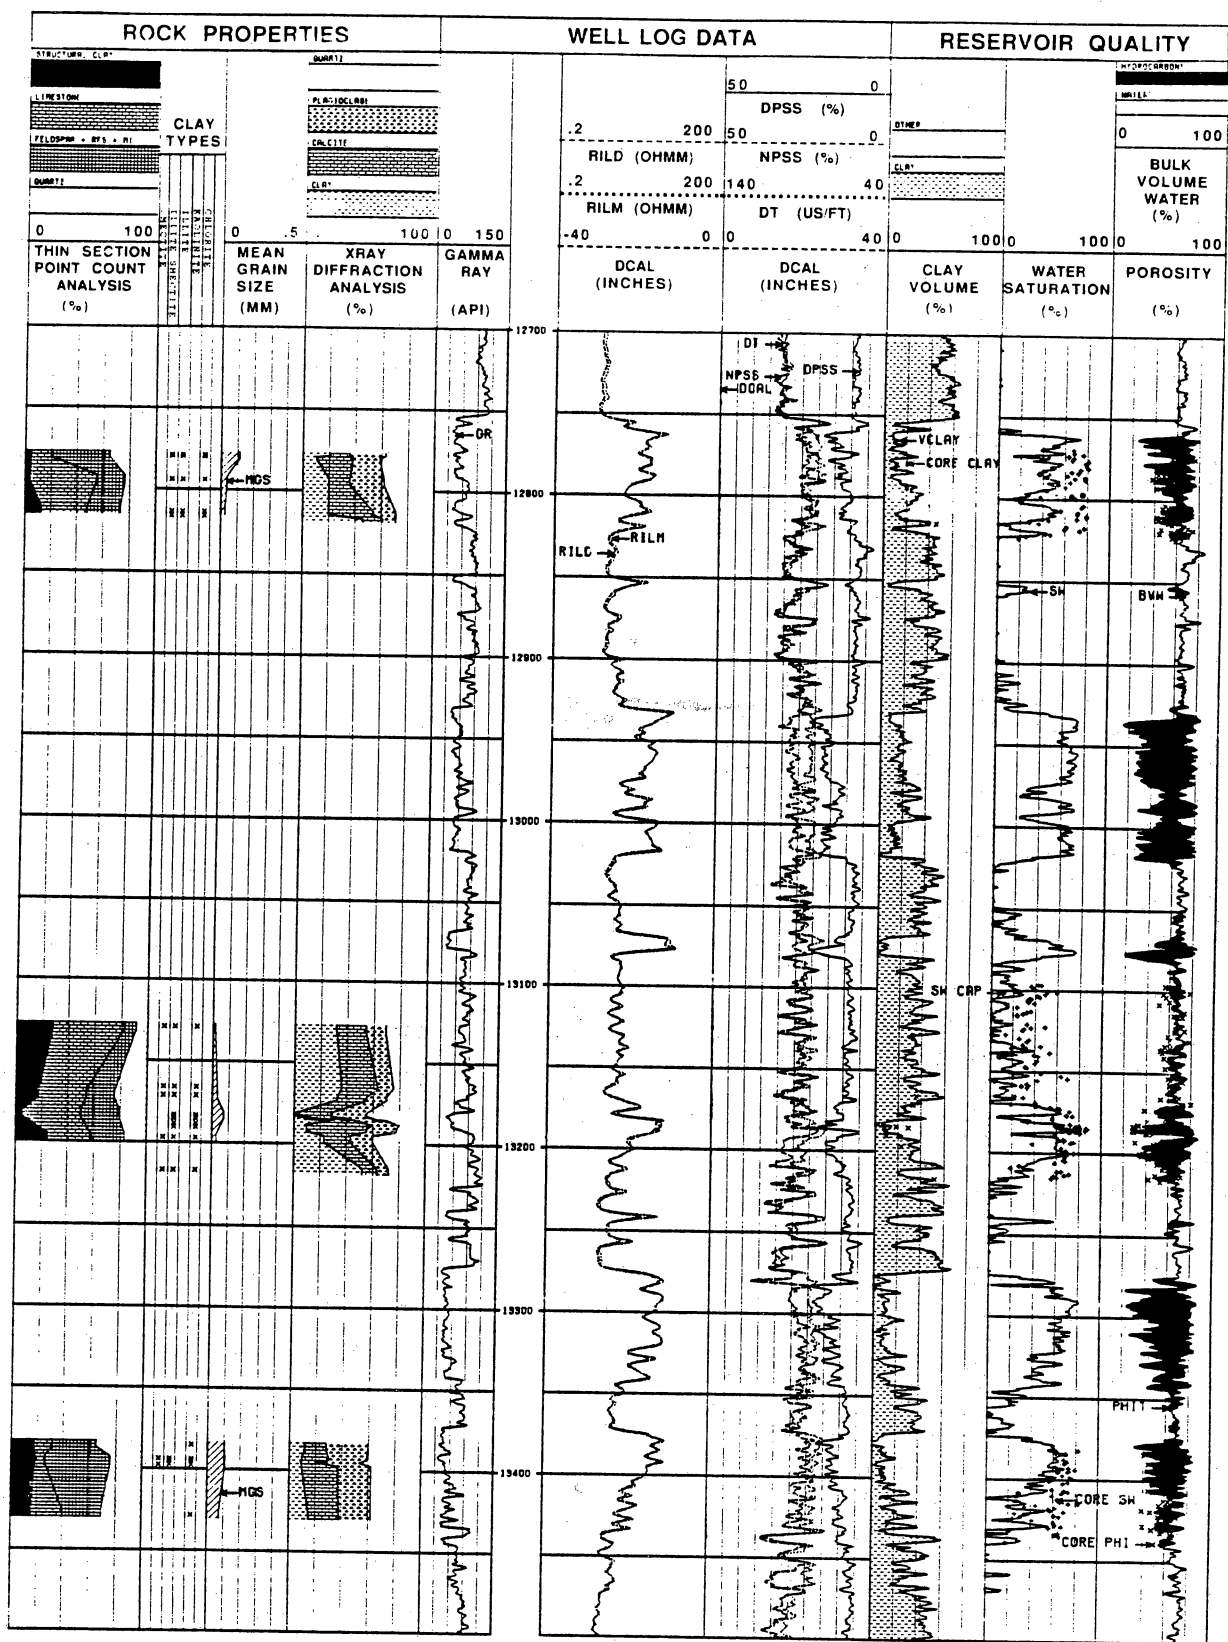 ROCK PROPERTIES
WELL LOG DATA
RESERVOIR QUALITY
STRUCTURAL CLAY
LIMESTONE
FELDSPAR + RFS + MI
QUARTZ
0 100
THIN SECTION
POINT COUNT
ANALYSIS
(%)
CLAY
TYPES
ILLITE
KAOLINITE
CHLORITE
0 .5
MEAN
GRAIN
SIZE
(MM)
QUARTZ
PLAGIOCLASE
CALCITE
CLAY
100
XRAY
DIFFRACTION
ANALYSIS
(%)
0 150
GAMMA
RAY
(API)
.2 200
RILD (OHMM)
.2 200
RILM (OHMM)
-40 0
DCAL
(INCHES)
50 0
DPSS (%)
50 0
NPSS (%)
140 40
DT (US/FT)
0 40
DCAL
(INCHES)
OTHER
CLAY
0 100
CLAY
VOLUME
(%)
0 100
WATER
SATURATION
(%)
HYDROCARBON
WATER
0 100
BULK
VOLUME
WATER
(%)
0 100
POROSITY
(%)
12700
DT
NPSS
DPSS
DCAL
GR
VCLAY
CORE CLAY
MGS
12800
RILM
RILD
SW
BVW
12900
13000
13100
SW CAP
13200
13300
PHIT
13400
MGS
CORE SW
CORE PHI